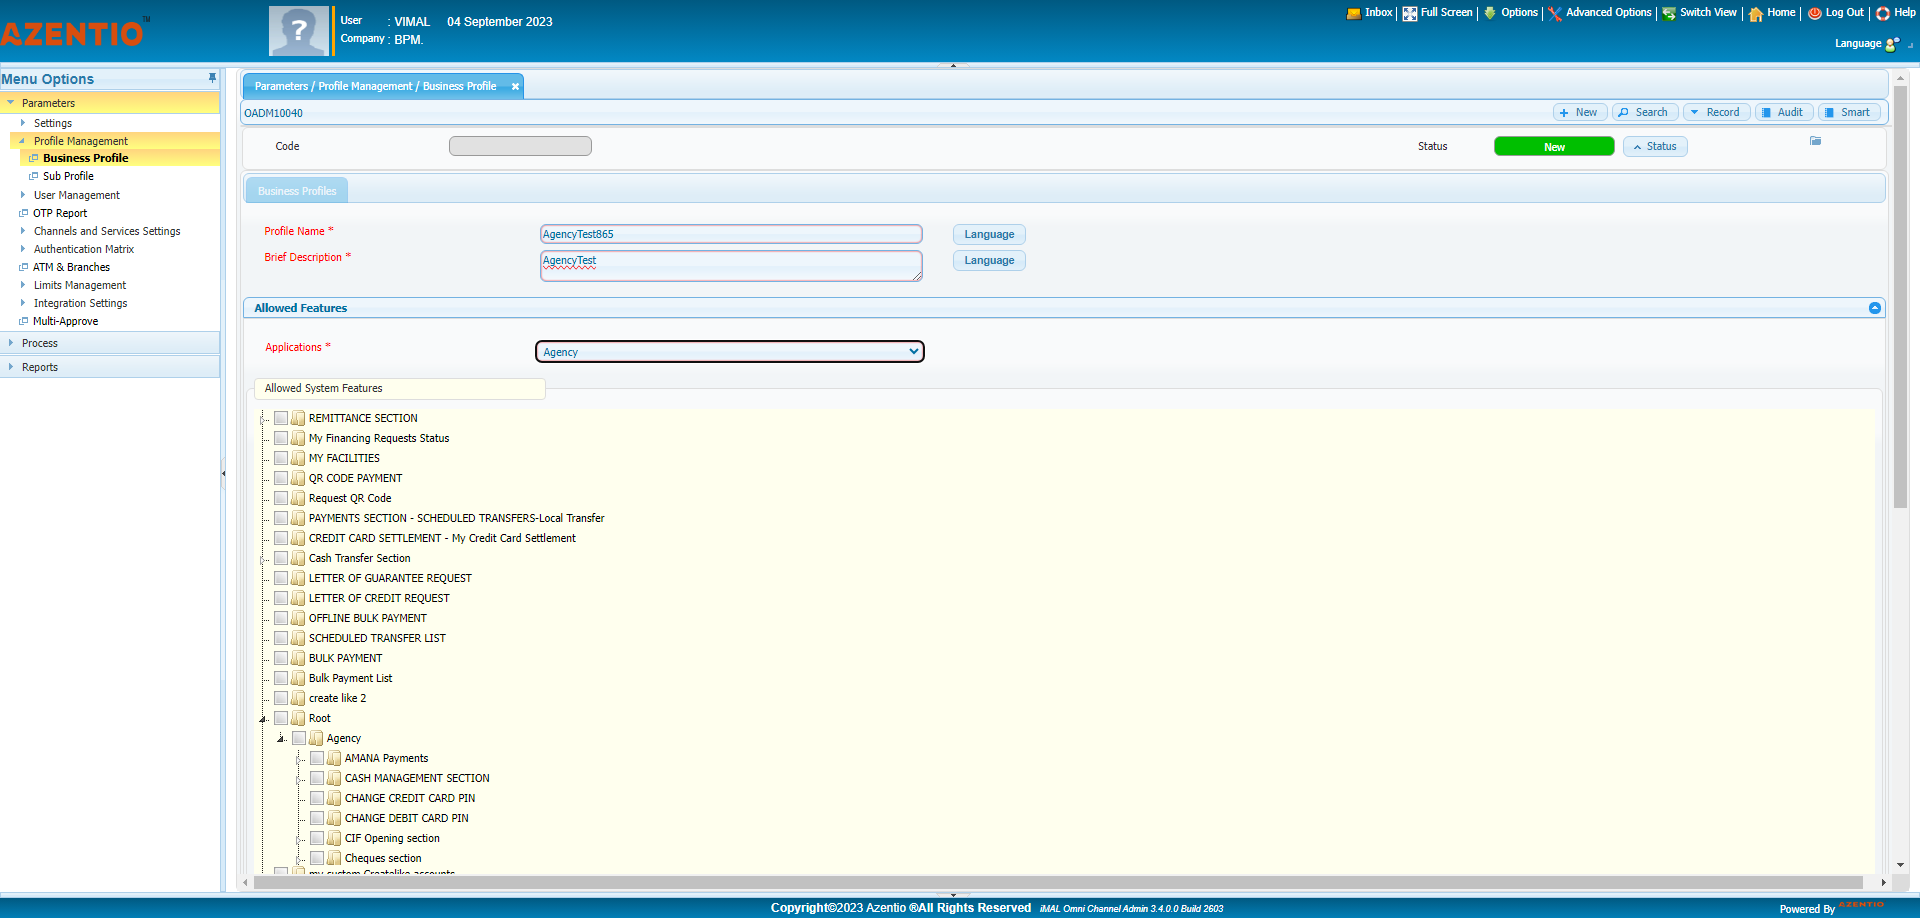 AZENTIO™
User : VIMAL 04 September 2023
Company : BPM.
Inbox Full Screen Options Advanced Options Switch View Home Log Out Help
Language
Menu Options
Parameters
Settings
Profile Management
Business Profile
Sub Profile
User Management
OTP Report
Channels and Services Settings
Authentication Matrix
ATM & Branches
Limits Management
Integration Settings
Multi-Approve
Process
Reports
Parameters / Profile Management / Business Profile
OADM10040
New Search Record Audit Smart
Code
Status New Status
Business Profiles
Profile Name * AgencyTest865 Language
Brief Description * AgencyTest Language
Allowed Features
Applications * Agency
Allowed System Features
REMITTANCE SECTION
My Financing Requests Status
MY FACILITIES
QR CODE PAYMENT
Request QR Code
PAYMENTS SECTION - SCHEDULED TRANSFERS-Local Transfer
CREDIT CARD SETTLEMENT - My Credit Card Settlement
Cash Transfer Section
LETTER OF GUARANTEE REQUEST
LETTER OF CREDIT REQUEST
OFFLINE BULK PAYMENT
SCHEDULED TRANSFER LIST
BULK PAYMENT
Bulk Payment List
create like 2
Root
Agency
AMANA Payments
CASH MANAGEMENT SECTION
CHANGE CREDIT CARD PIN
CHANGE DEBIT CARD PIN
CIF Opening section
Cheques section
my custom Createlike accounts
Copyright©2023 Azentio ®All Rights Reserved iMAL Omni Channel Admin 3.4.0.0 Build 2603
Powered By AZENTIO